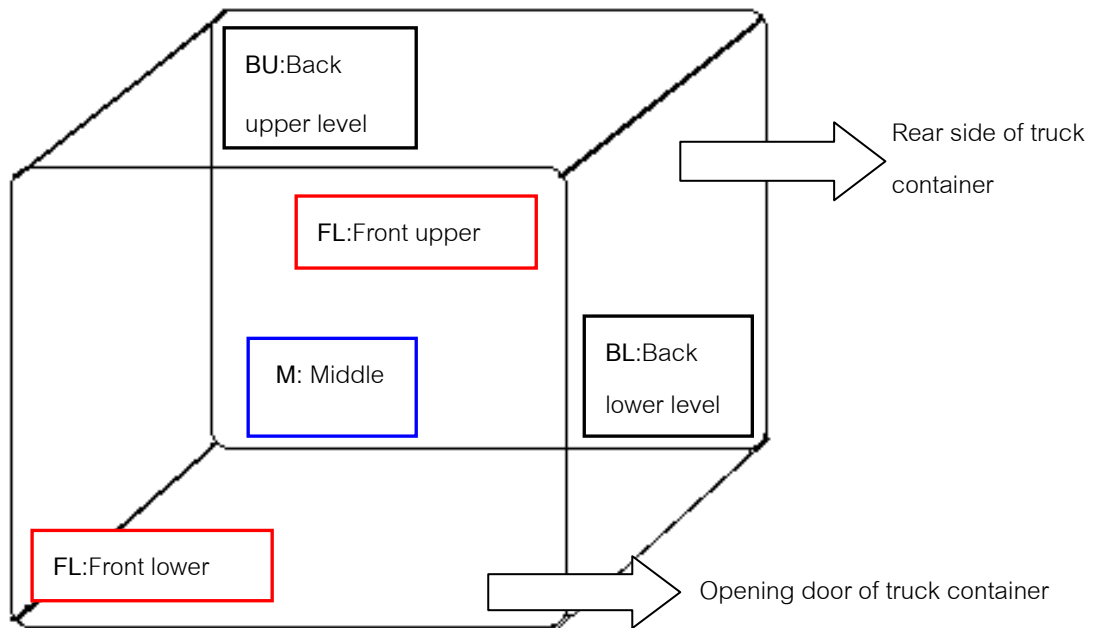 BU:Back
upper level
Rear side of truck
container
FL:Front upper
BL:Back
lower level
M: Middle
FL:Front lower
Opening door of truck container